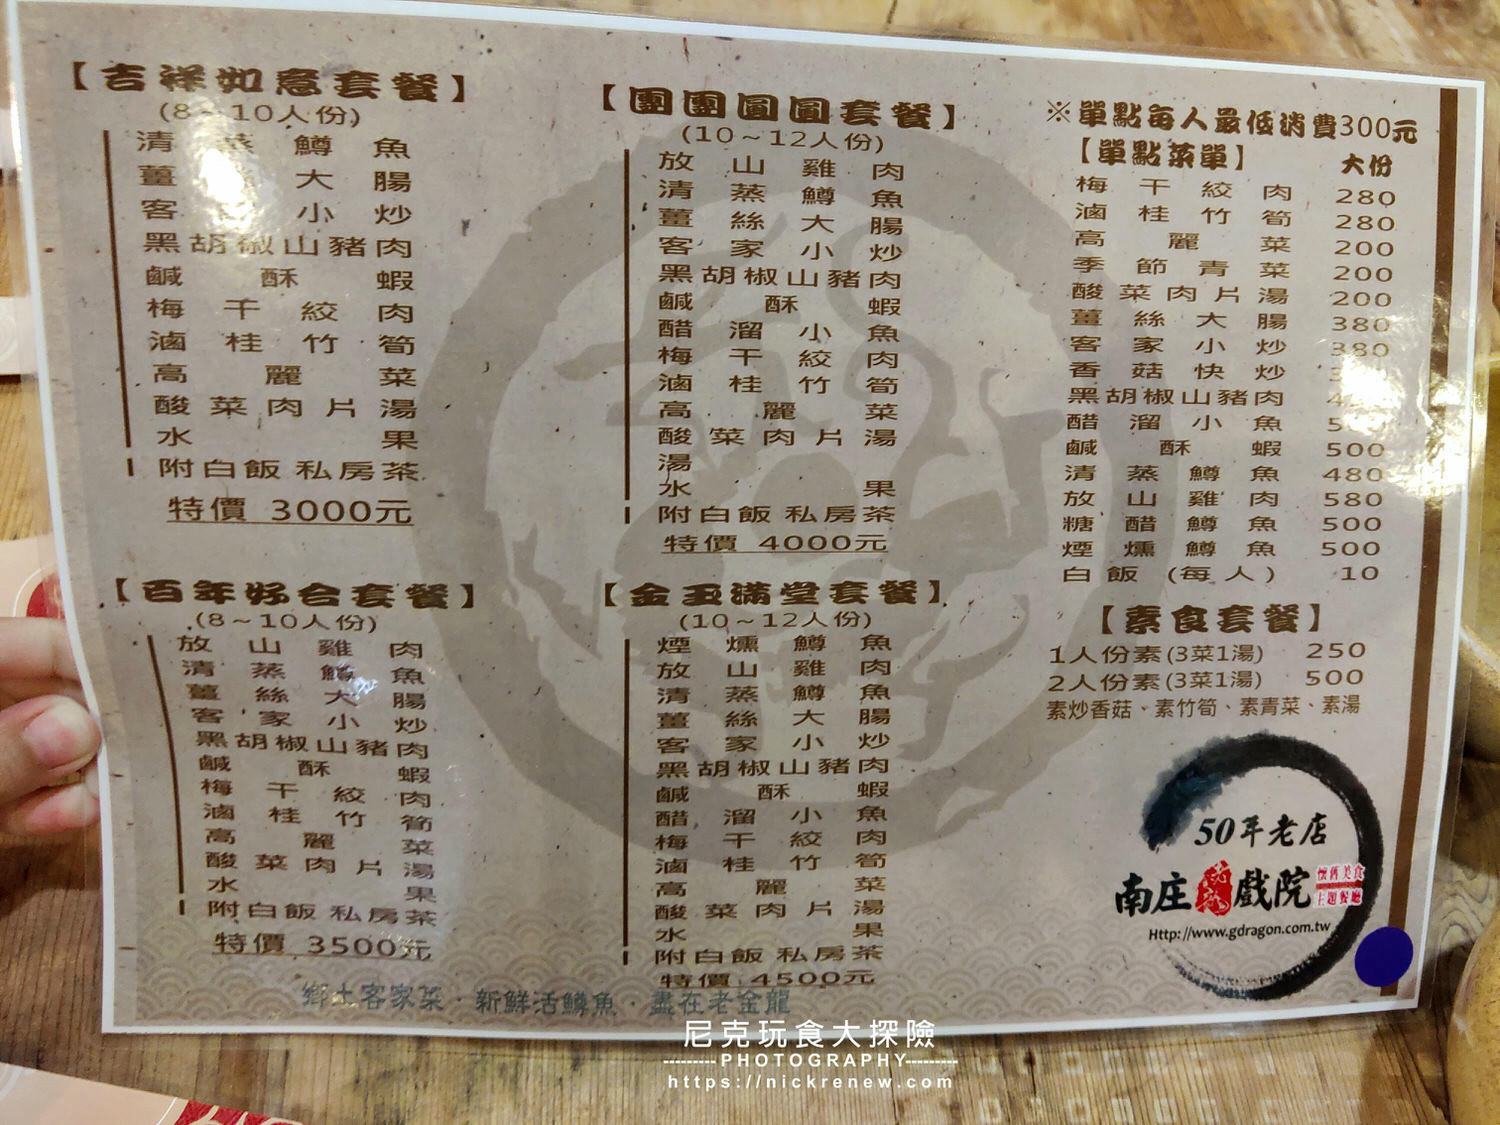 【吉祥如意套餐】
(8~10人份)
清蒸鱒魚
薑 大腸
客 小炒
黑胡椒山豬肉
鹹酥蝦
梅干絞肉
滷桂竹筍
高麗菜
酸菜肉片湯
水果
附白飯 私房茶
特價 3000元
【百年好合套餐】
(8~10人份)
放山雞肉
清蒸鱒魚
薑絲大腸
客家小炒
黑胡椒山豬肉
鹹酥蝦
梅干絞肉
滷桂竹筍
高麗菜
酸菜肉片湯
水果
附白飯 私房茶
特價 3500元
【團團圓圓套餐】
(10~12人份)
放山雞肉
清蒸鱒魚
薑絲大腸
客家小炒
黑胡椒山豬肉
鹹酥蝦
醋溜小魚
梅干絞肉
滷桂竹筍
高麗菜
酸菜肉片湯
湯
水果
附白飯 私房茶
特價 4000元
【金玉滿堂套餐】
(10~12人份)
煙燻鱒魚
放山雞肉
清蒸鱒魚
薑絲大腸
客家小炒
黑胡椒山豬肉
鹹酥蝦
醋溜小魚
梅干絞肉
滷桂竹筍
高麗菜
酸菜肉片湯
水果
附白飯 私房茶
特價 4500元
※單點每人最低消費300元
【單點菜單】 大份
梅干絞肉 280
滷桂竹筍 280
高麗菜 200
季節青菜 200
酸菜肉片湯 200
薑絲大腸 380
客家小炒 380
香菇快炒
黑胡椒山豬肉
醋溜小魚
鹹酥蝦 500
清蒸鱒魚 480
放山雞肉 580
糖醋鱒魚 500
煙燻鱒魚 500
白飯 (每人) 10
【素食套餐】
1人份素(3菜1湯) 250
2人份素(3菜1湯) 500
素炒香菇、素竹筍、素青菜、素湯
50年老店
南庄 戲院
懷舊美食
主題餐廳
Http://www.gdragon.com.tw
鄉土客家菜·新鮮活鱒魚·盡在老金龍
尼克玩食大探險
PHOTOGRAPHY
https://nickrenew.com